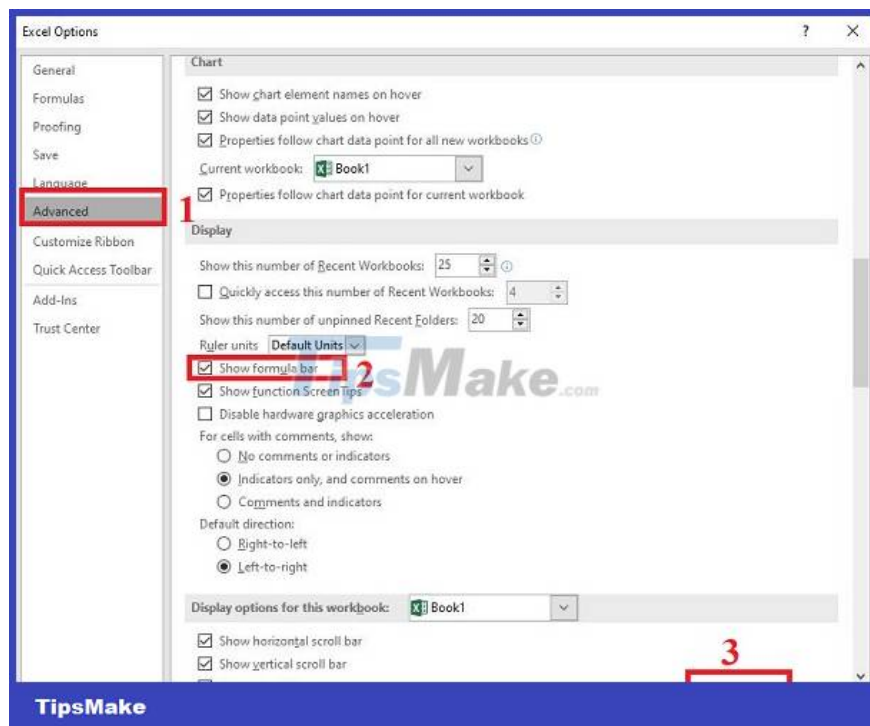 Excel Options
?
General
Formulas
Proofing
Save
Language
Advanced
1
Customize Ribbon
Quick Access Toolbar
Add-Ins
Trust Center
Chart
Show chart element names on hover
Show data point values on hover
Properties follow chart data point for all new workbooks
Current workbook: Book1
Properties follow chart data point for current workbook
Display
Show this number of Recent Workbooks: 25
Quickly access this number of Recent Workbooks: 4
Show this number of unpinned Recent Folders: 20
Ruler units Default Units
Show formula bar
2
TipsMake.com
Show function ScreenTips
Disable hardware graphics acceleration
For cells with comments, show:
No comments or indicators
Indicators only, and comments on hover
Comments and indicators
Default direction:
Right-to-left
Left-to-right
Display options for this workbook: Book1
Show horizontal scroll bar
Show vertical scroll bar
3
TipsMake